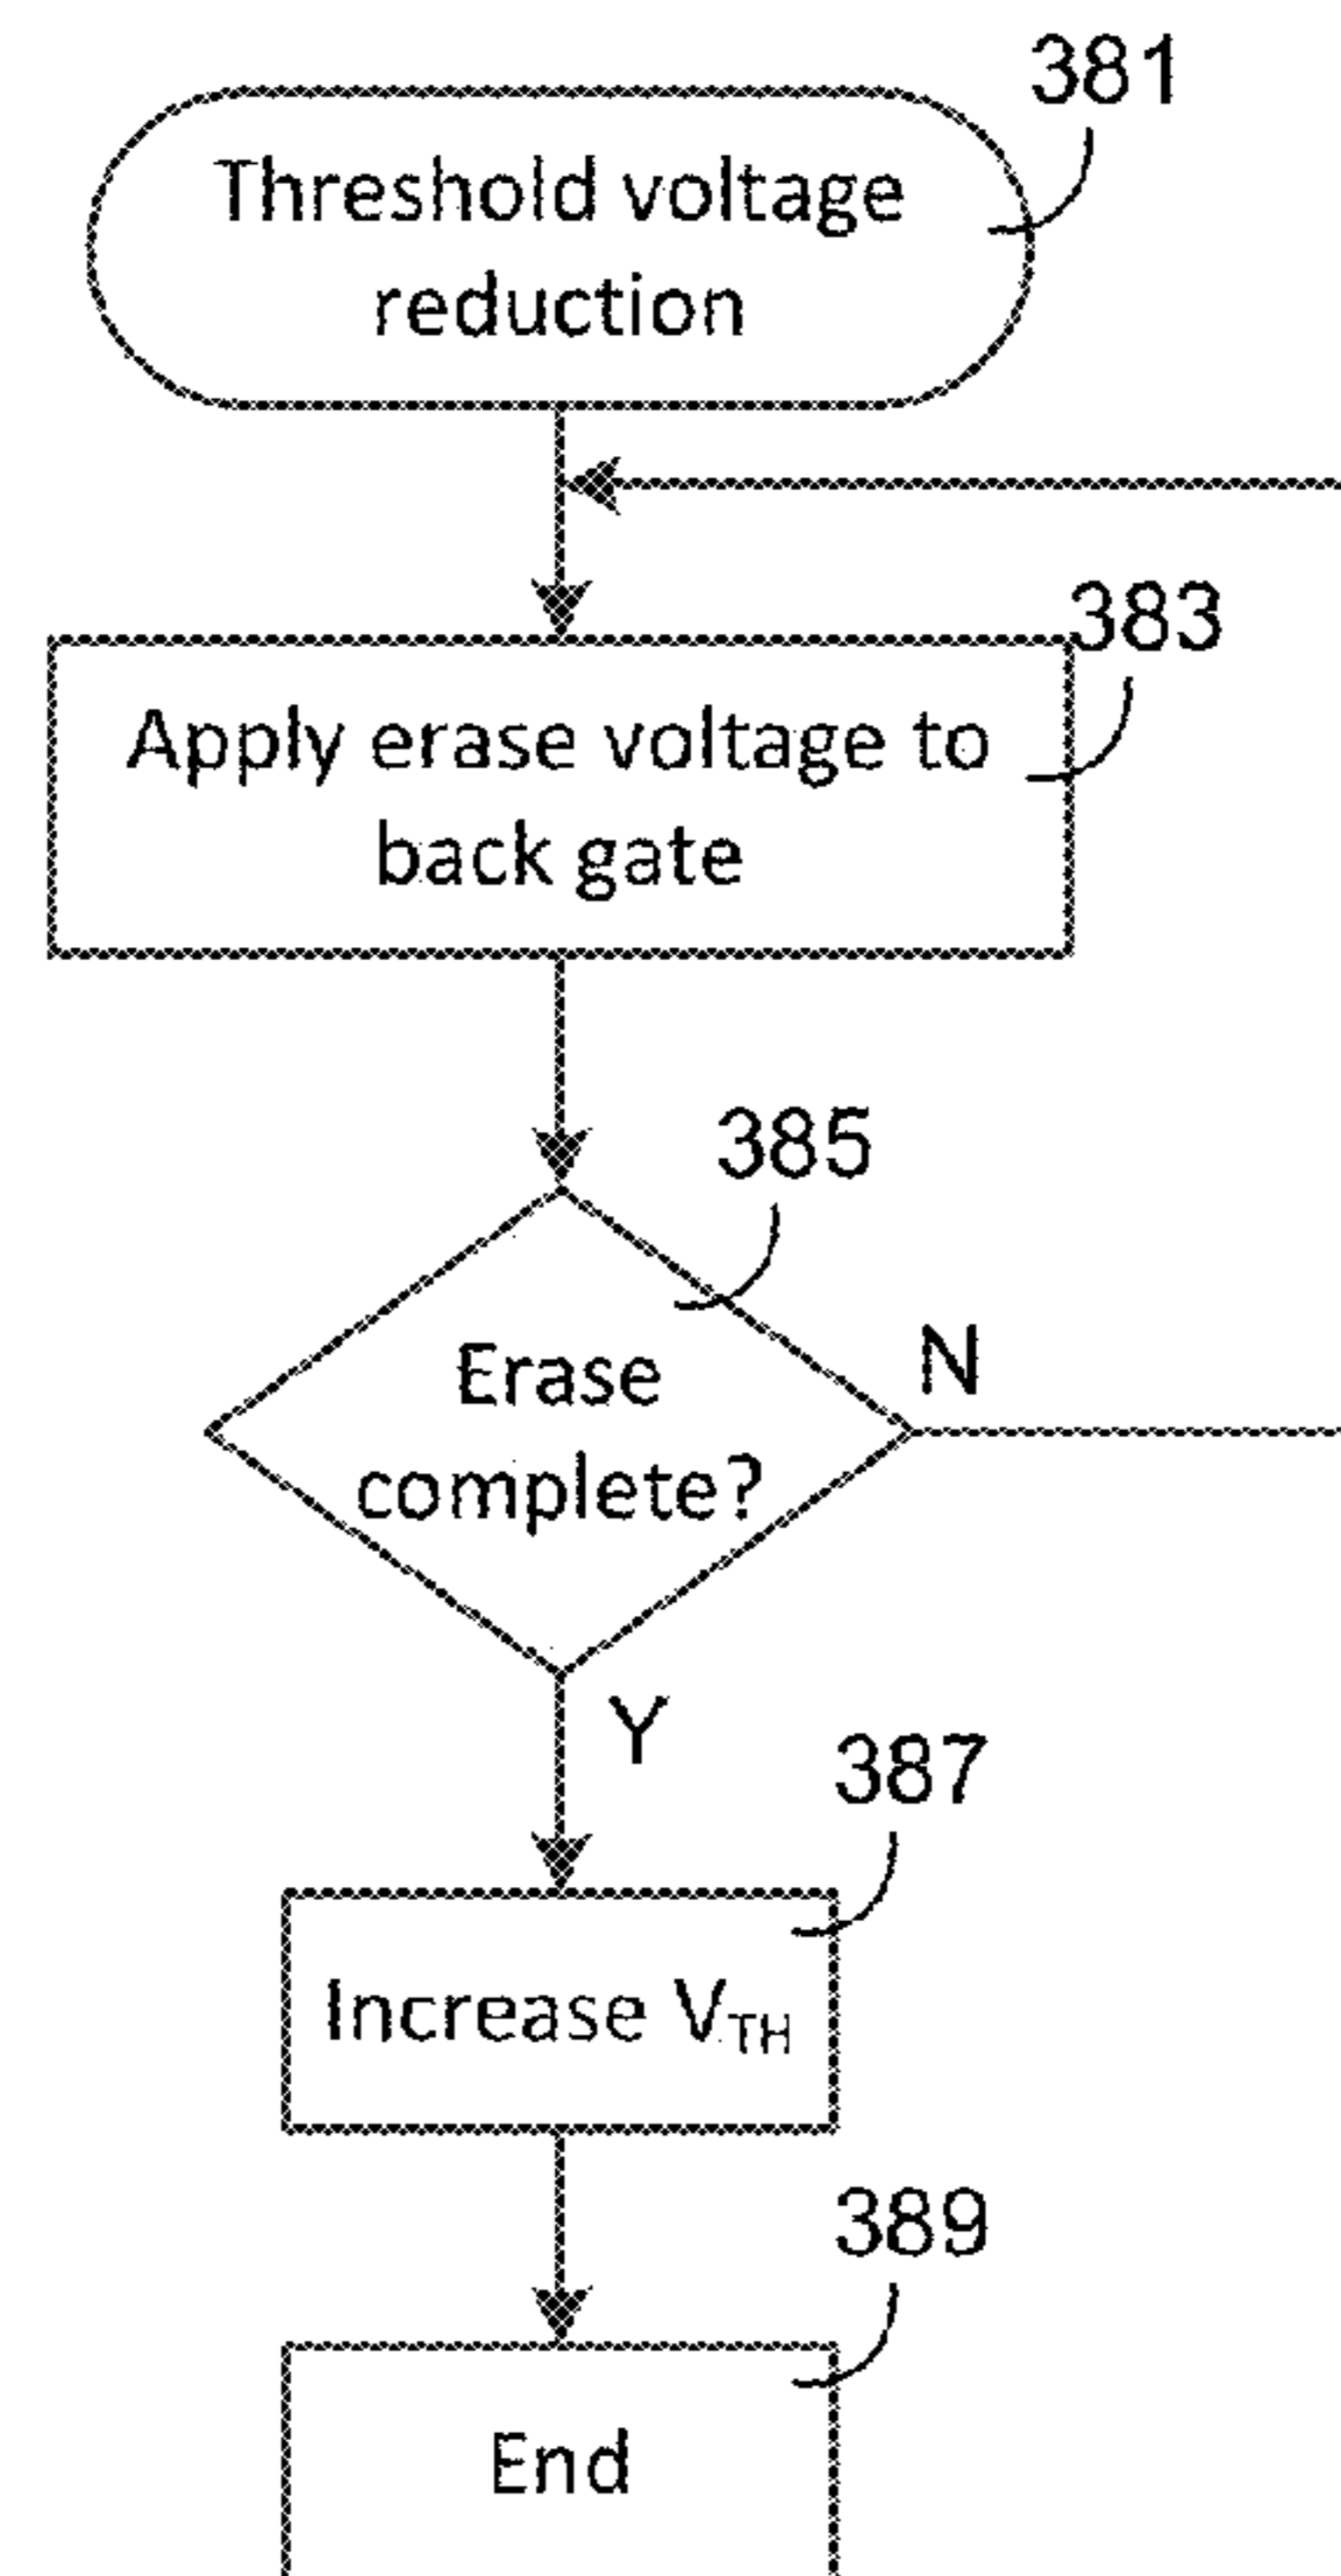 381
Threshold voltage
reduction
383
Apply erase voltage to
back gate
385
Erase
complete?
N
Y
387
Increase VTH
389
End